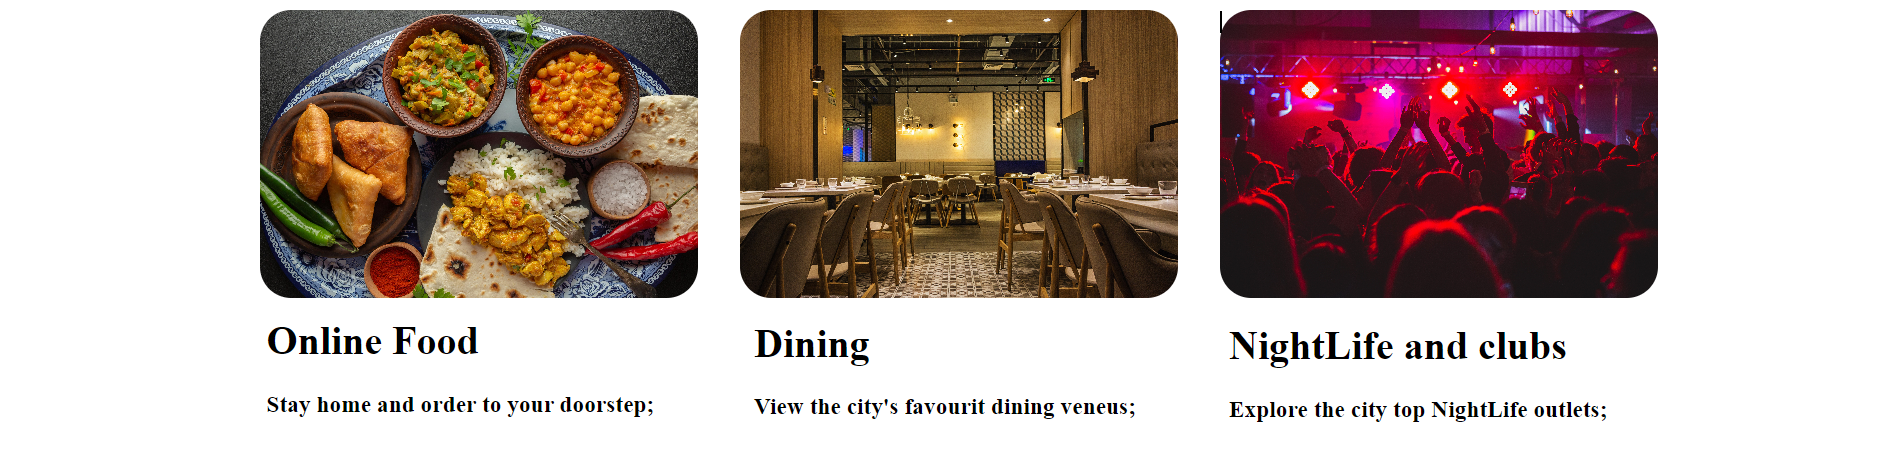 Online Food
Stay home and order to your doorstep;
Dining
View the city's favourit dining veneus;
NightLife and clubs
Explore the city top NightLife outlets;